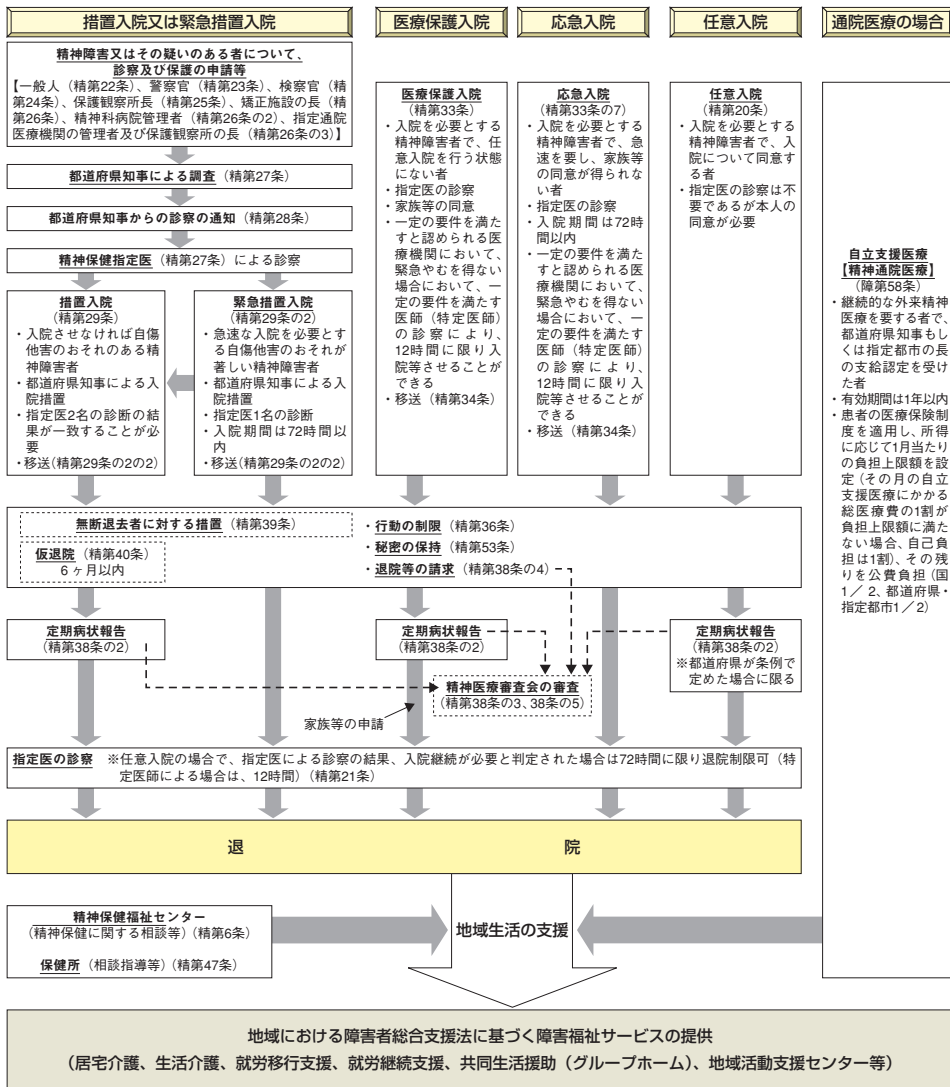 措置入院又は緊急措置入院
医療保護入院
応急入院
任意入院
通院医療の場合
精神障害又はその疑いのある者について、
診察及び保護の申請等
【一般人（精第22条）、警察官（精第23条）、検察官（精
第24条）、保護観察所長（精第25条）、矯正施設の長（精
第26条）、精神科病院管理者（精第26条の2）、指定通院
医療機関の管理者及び保護観察所の長（精第26条の3）】
都道府県知事による調査（精第27条）
都道府県知事からの診察の通知（精第28条）
精神保健指定医（精第27条）による診察
措置入院
（精第29条）
・入院させなければ自傷
他害のおそれのある精
神障害者
・都道府県知事による入
院措置
・指定医2名の診断の結
果が一致することが必
要
・移送（精第29条の2の2）
緊急措置入院
（精第29条の2）
・急速な入院を必要とす
る自傷他害のおそれが
著しい精神障害者
・都道府県知事による入
院措置
・指定医1名の診断
・入院期間は72時間以
内
・移送（精第29条の2の2）
医療保護入院
（精第33条）
・入院を必要とする
精神障害者で、任
意入院を行う状態
にない者
・指定医の診察
・家族等の同意
・一定の要件を満た
すと認められる医
療機関において、
緊急やむを得ない
場合において、一
定の要件を満たす
医師（特定医師）
の診察により、
12時間に限り入
院等させることが
できる
・移送（精第34条）
応急入院
（精第33条の7）
・入院を必要とする
精神障害者で、急
速を要し、家族等
の同意が得られな
い者
・指定医の診察
・入院期間は72時
間以内
・一定の要件を満た
すと認められる医
療機関において、
緊急やむを得ない
場合において、一
定の要件を満たす
医師（特定医師）
の診察により、
12時間に限り入
院等させることが
できる
・移送（精第34条）
任意入院
（精第20条）
・入院を必要とする
精神障害者で、入
院について同意す
る者
・指定医の診察は不
要であるが本人の
同意が必要
自立支援医療
【精神通院医療】
（障第58条）
・継続的な外来精神
医療を要する者で、
都道府県知事もし
くは指定都市の長
の支給認定を受け
た者
・有効期間は1年以内
・患者の医療保険制
度を適用し、所得
に応じて1月当たり
の負担上限額を設
定（その月の自立
支援医療にかかる
総医療費の1割が
負担上限額に満た
ない場合、自己負
担は1割）、その残
りを公費負担（国
1／2、都道府県・
指定都市1／2）
無断退去者に対する措置（精第39条）
仮退院（精第40条）
6ヶ月以内
・行動の制限（精第36条）
・秘密の保持（精第53条）
・退院等の請求（精第38条の4）
定期病状報告
（精第38条の2）
定期病状報告
（精第38条の2）
定期病状報告
（精第38条の2）
※都道府県が条例で
定めた場合に限る
精神医療審査会の審査
（精第38条の3、38条の5）
家族等の申請
指定医の診察 ※任意入院の場合で、指定医による診察の結果、入院継続が必要と判定された場合は72時間に限り退院制限可（特
定医師による場合は、12時間）（精第21条）
退院
精神保健福祉センター
（精神保健に関する相談等）（精第6条）
保健所（相談指導等）（精第47条）
地域生活の支援
地域における障害者総合支援法に基づく障害福祉サービスの提供
（居宅介護、生活介護、就労移行支援、就労継続支援、共同生活援助（グループホーム）、地域活動支援センター等）